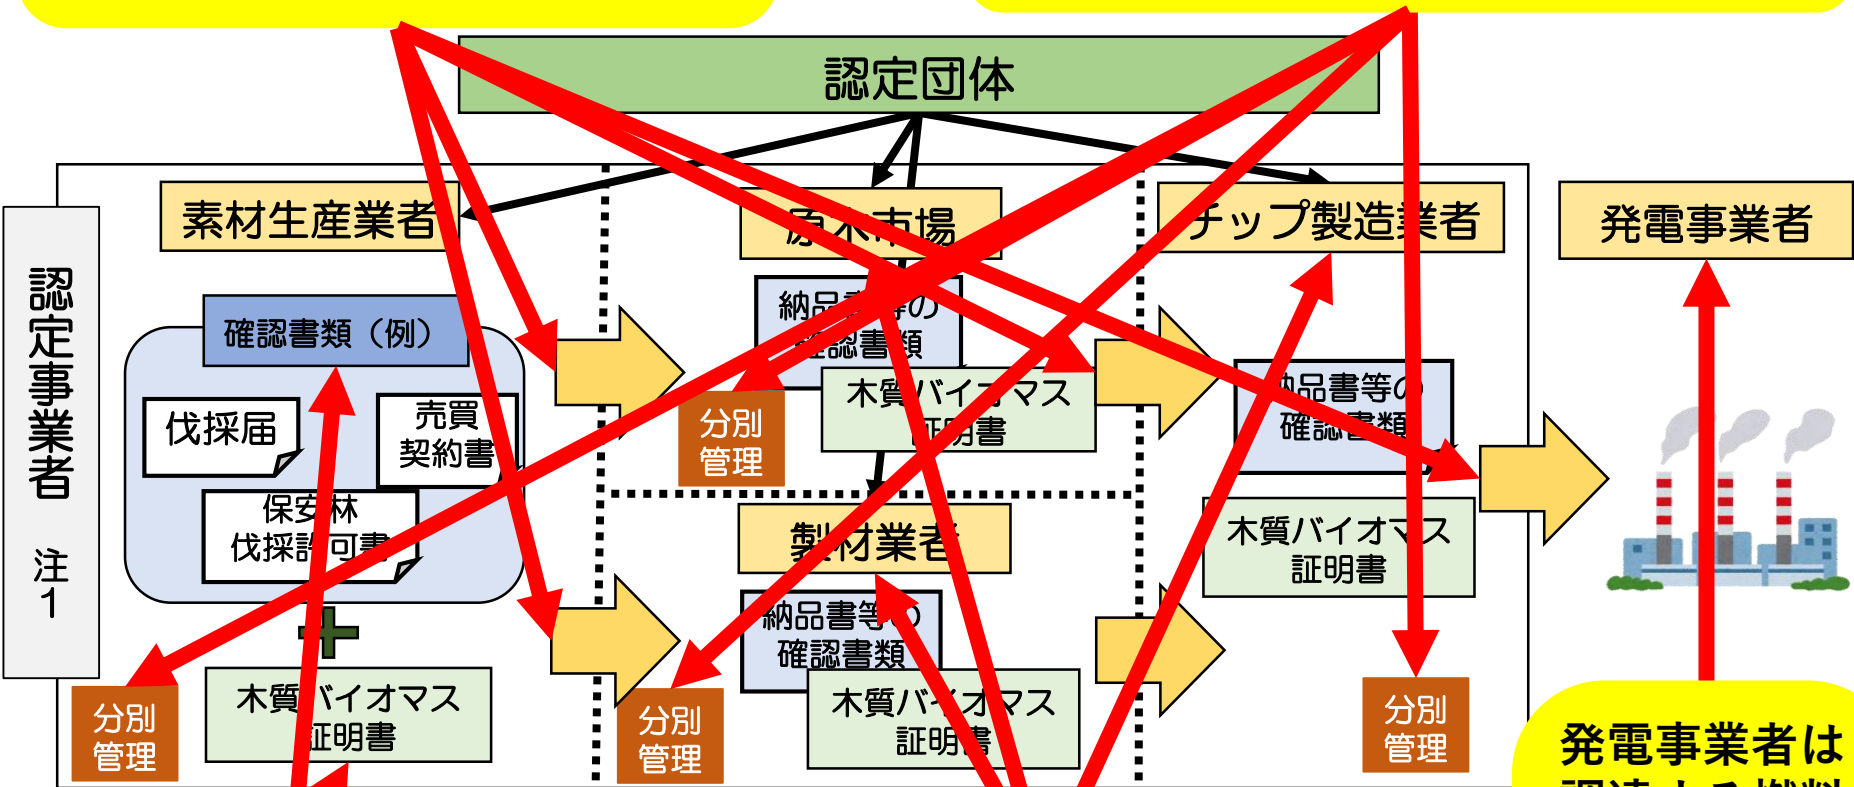 認定団体
認定事業者 注1
素材生産業者
確認書類（例）
伐採届
売買
契約書
保安林
伐採許可書
木質バイオマス
証明書
分別
管理
原木市場
納品書等の
確認書類
木質バイオマス
証明書
分別
管理
製材業者
納品書等の
確認書類
木質バイオマス
証明書
分別
管理
チップ製造業者
納品書等の
確認書類
木質バイオマス
証明書
分別
管理
発電事業者
発電事業者は
調達する燃料